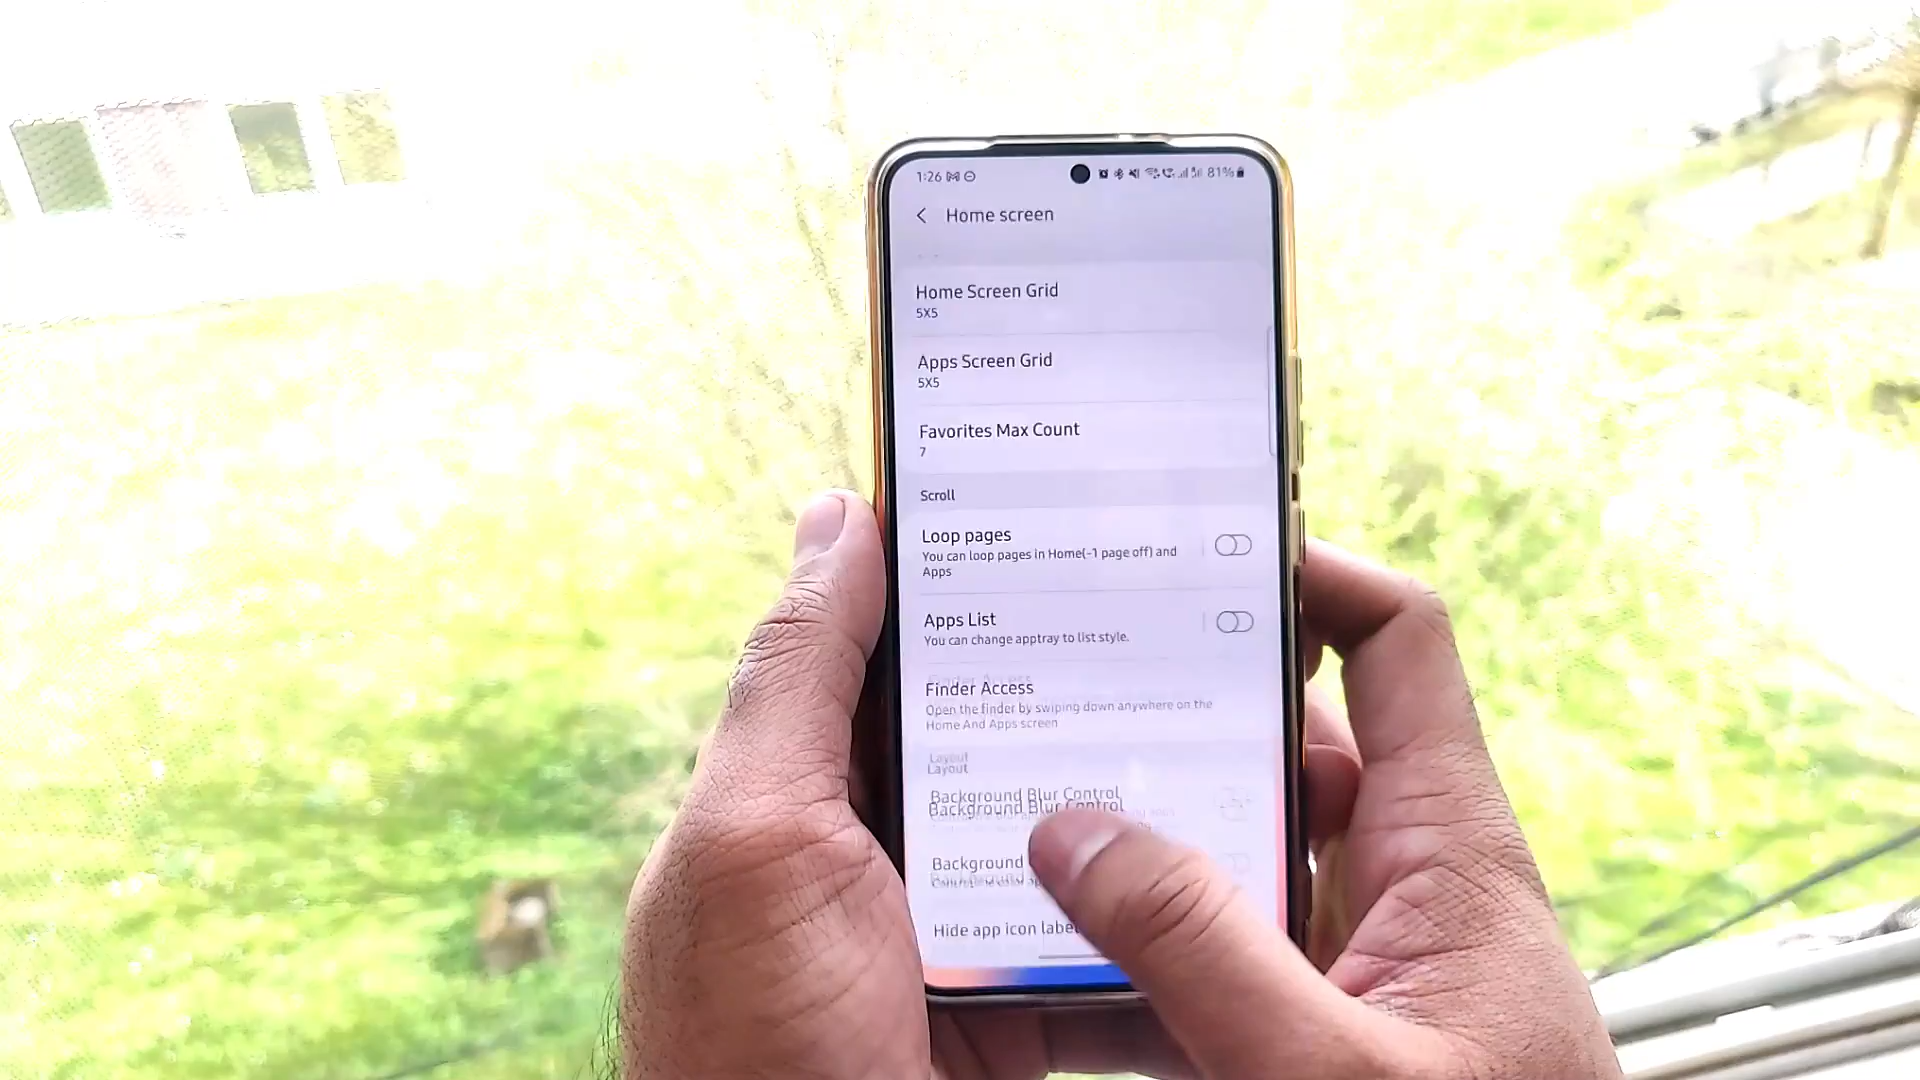 1:26 81%
Home screen
Home Screen Grid
5X5
Apps Screen Grid
5X5
Favorites Max Count
7
Scroll
Loop pages
You can loop pages in Home(-1 page off) and
Apps
Apps List
You can change apptray to list style.
Finder Access
Open the finder by swiping down anywhere on the
Home And Apps screen
Layout
Background Blur Control
Background
Hide app icon label